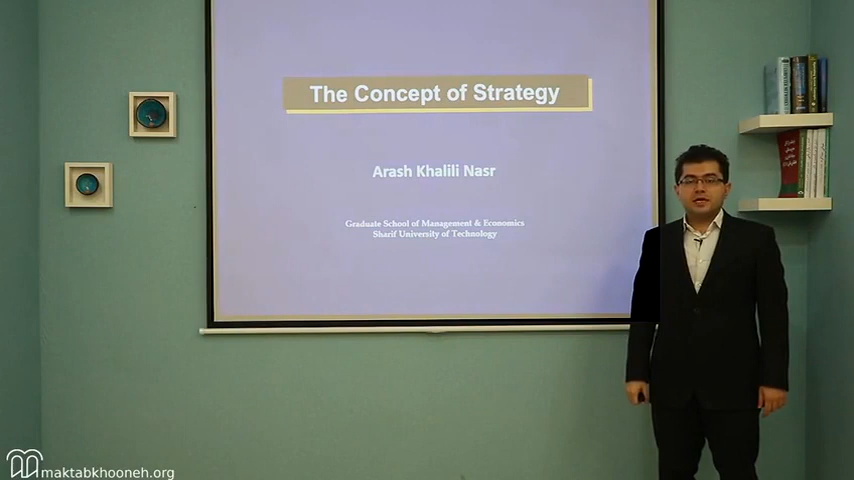 The Concept of Strategy
Arash Khalili Nasr
Graduate School of Management & Economics
Sharif University of Technology
maktabkhooneh.org